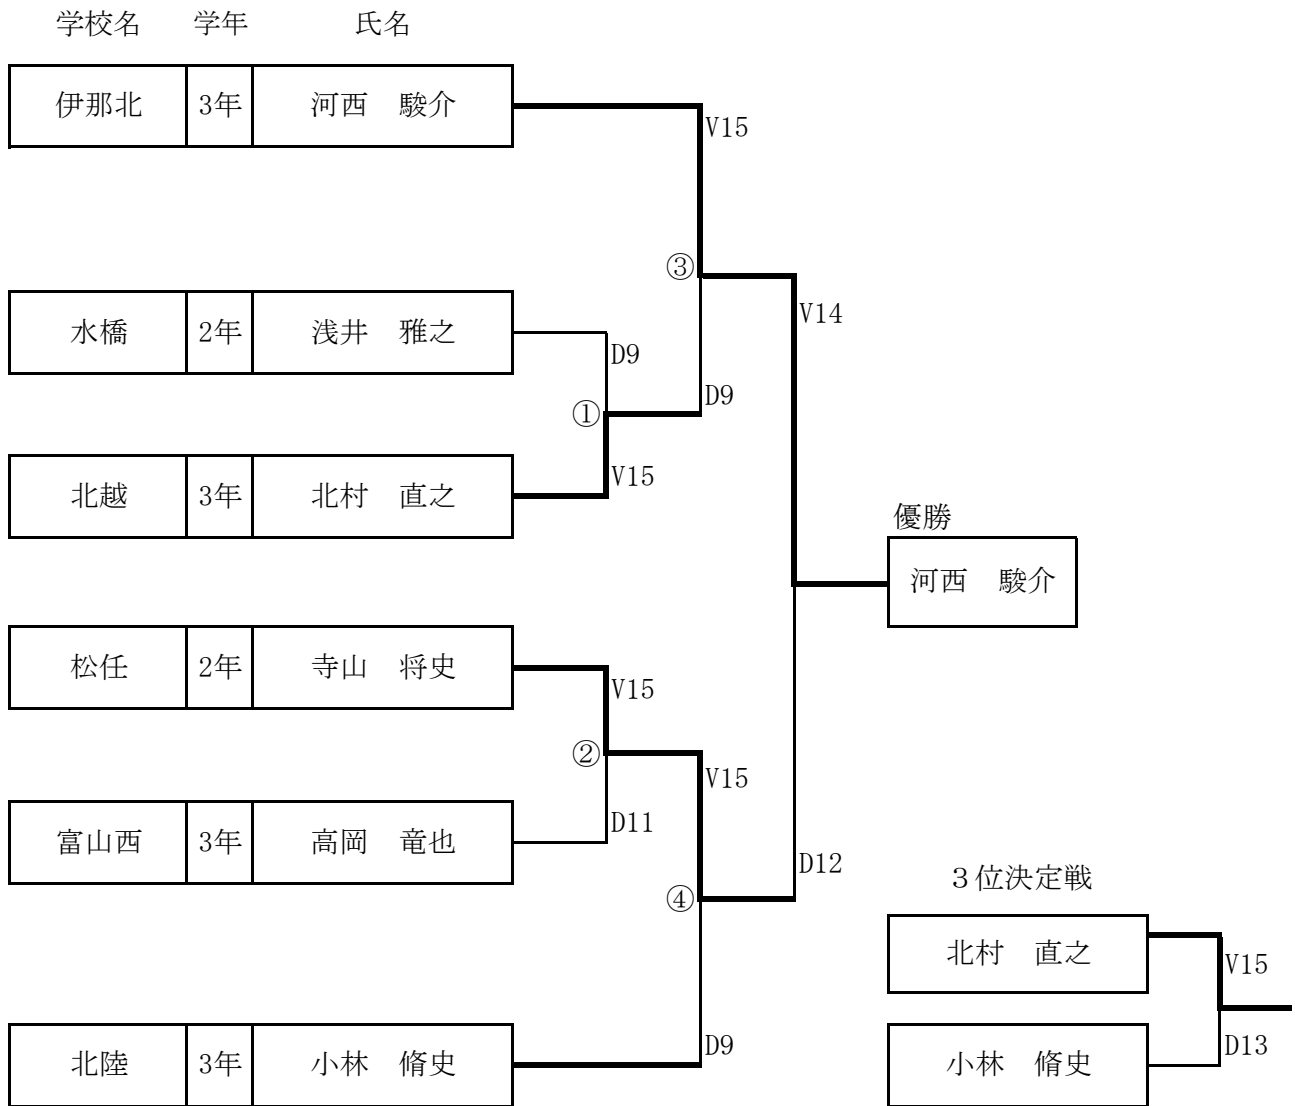 学校名 学年 氏名
伊那北 3年 河西 駿介
V15
③
V14
水橋 2年 浅井 雅之
D9
D9
①
北越 3年 北村 直之
V15
優勝
河西 駿介
松任 2年 寺山 将史
V15
②
V15
富山西 3年 高岡 竜也
D11
D12
④
３位決定戦
北村 直之
V15
北陸 3年 小林 脩史
D9
小林 脩史
D13